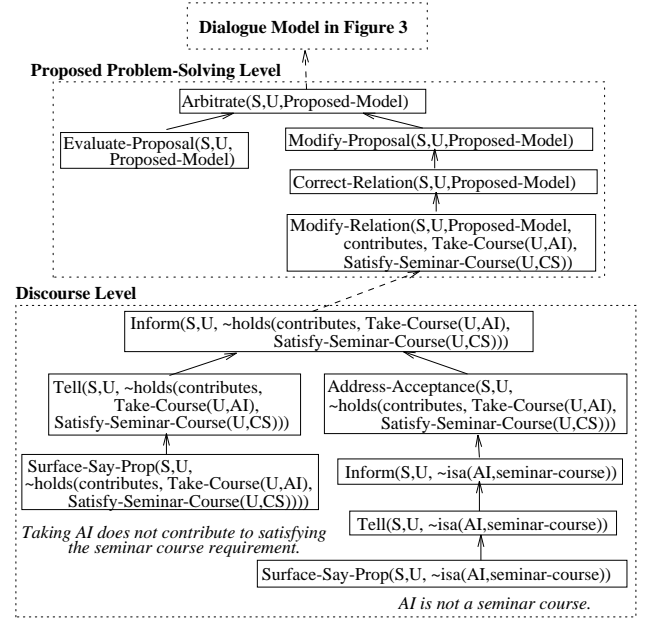 Dialogue Model in Figure 3
Proposed Problem-Solving Level
Arbitrate(S,U,Proposed-Model)
Evaluate-Proposal(S,U,
Proposed-Model)
Modify-Proposal(S,U,Proposed-Model)
Correct-Relation(S,U,Proposed-Model)
Modify-Relation(S,U,Proposed-Model,
contributes, Take-Course(U,AI),
Satisfy-Seminar-Course(U,CS))
Discourse Level
Inform(S,U, ~holds(contributes, Take-Course(U,AI),
Satisfy-Seminar-Course(U,CS)))
Tell(S,U, ~holds(contributes,
Take-Course(U,AI),
Satisfy-Seminar-Course(U,CS)))
Address-Acceptance(S,U,
~holds(contributes, Take-Course(U,AI),
Satisfy-Seminar-Course(U,CS)))
Surface-Say-Prop(S,U,
~holds(contributes, Take-Course(U,AI),
Satisfy-Seminar-Course(U,CS))))
Taking AI does not contribute to satisfying
the seminar course requirement.
Inform(S,U, ~isa(AI,seminar-course))
Tell(S,U, ~isa(AI,seminar-course))
Surface-Say-Prop(S,U, ~isa(AI,seminar-course))
AI is not a seminar course.